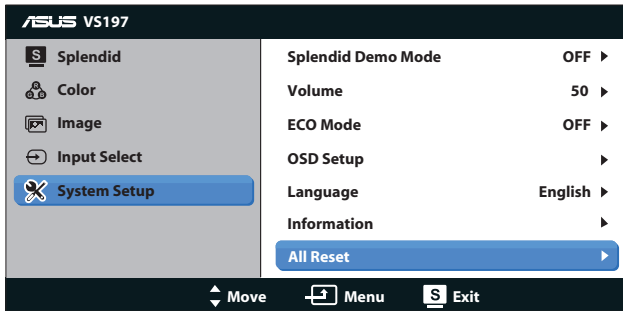 ASUS VS197
S Splendid
Color
Image
Input Select
System Setup
Splendid Demo Mode OFF
Volume 50
ECO Mode OFF
OSD Setup
Language English
Information
All Reset
Move Menu S Exit